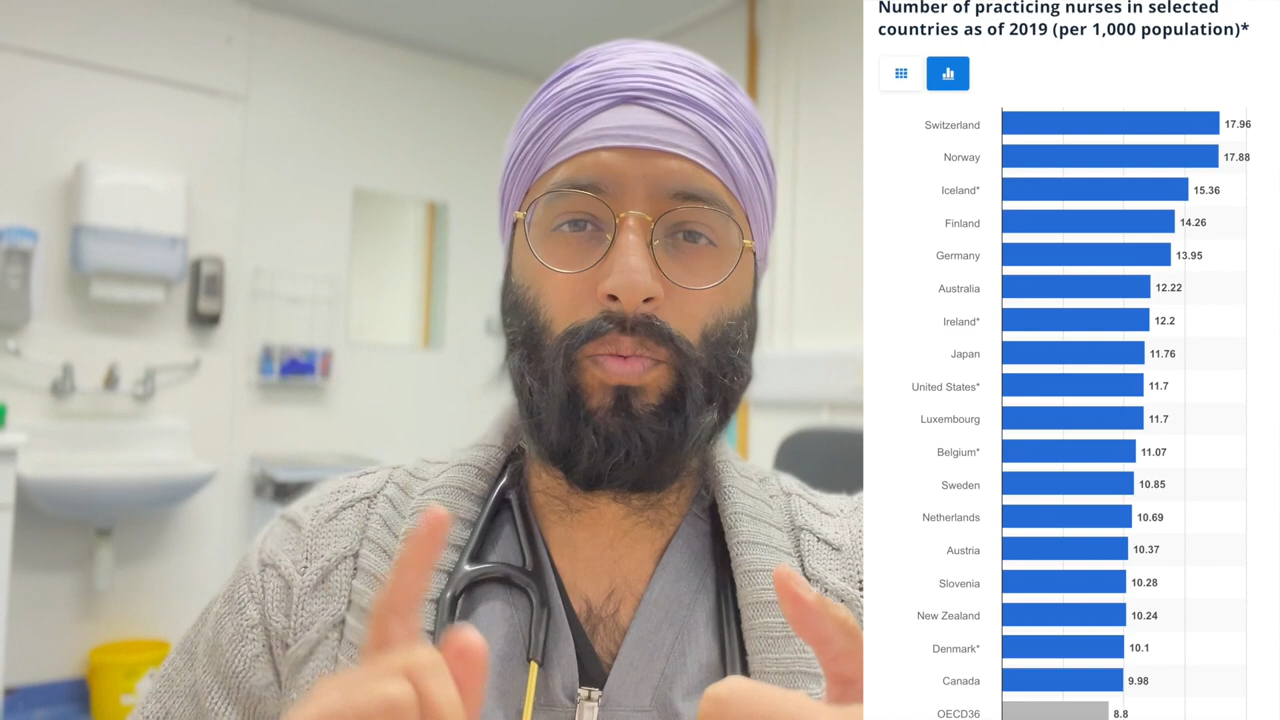 Number of practicing nurses in selected
countries as of 2019 (per 1,000 population)*
Switzerland 17.96
Norway 17.88
Iceland* 15.36
Finland 14.26
Germany 13.95
Australia 12.22
Ireland* 12.2
Japan 11.76
United States* 11.7
Luxembourg 11.7
Belgium* 11.07
Sweden 10.85
Netherlands 10.69
Austria 10.37
Slovenia 10.28
New Zealand 10.24
Denmark* 10.1
Canada 9.98
OECD36 8.8